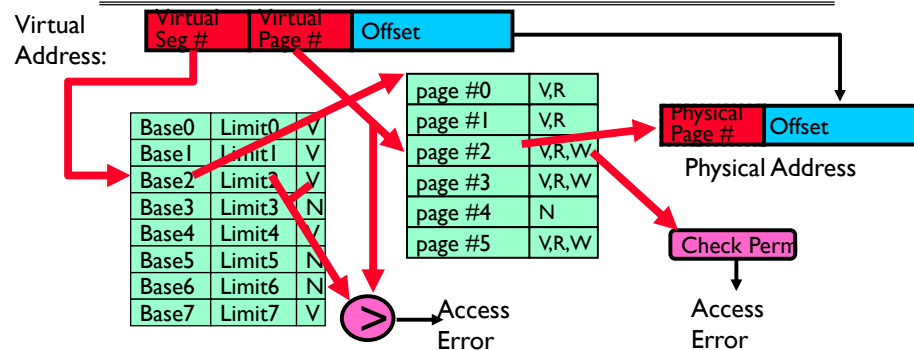 Virtual Address:
Virtual Seg #
Virtual Page #
Offset
page #0 V,R
page #1 V,R
page #2 V,R,W
page #3 V,R,W
page #4 N
page #5 V,R,W
Physical Page #
Offset
Physical Address
Base0 Limit0 V
Base1 Limit1 V
Base2 Limit2 V
Base3 Limit3 N
Base4 Limit4 V
Base5 Limit5 N
Base6 Limit6 N
Base7 Limit7 V
>
Access Error
Check Perm
Access Error